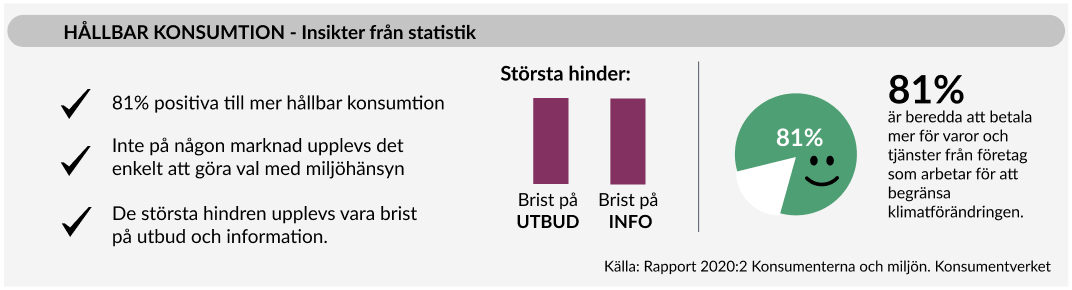 HÅLLBAR KONSUMTION - Insikter från statistik
81% positiva till mer hållbar konsumtion
Inte på någon marknad upplevs det
enkelt att göra val med miljöhänsyn
De största hindren upplevs vara brist
på utbud och information.
Största hinder:
Brist på
UTBUD
Brist på
INFO
81%
81%
är beredda att betala
mer för varor och
tjänster från företag
som arbetar för att
begränsa
klimatförändringen.
Källa: Rapport 2020:2 Konsumenterna och miljön. Konsumentverket